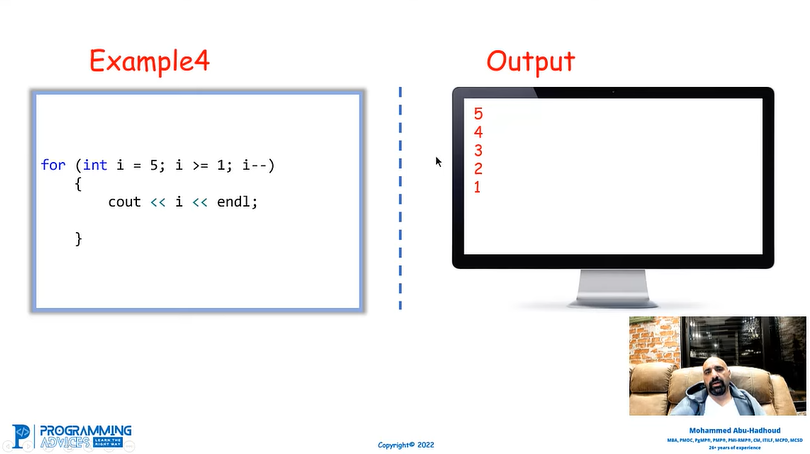 Example4
for (int i = 5; i >= 1; i--)
{
cout << i << endl;
}
Output
5
4
3
2
1
PROGRAMMING
ADVICES LEARN THE RIGHT WAY
Copyright© 2022
Mohammed Abu-Hadhoud
MBA, PMOC, PgMP®, PMP®, PMI-RMP®, CM, ITILF, MCPD, MCSD
26+ years of experience